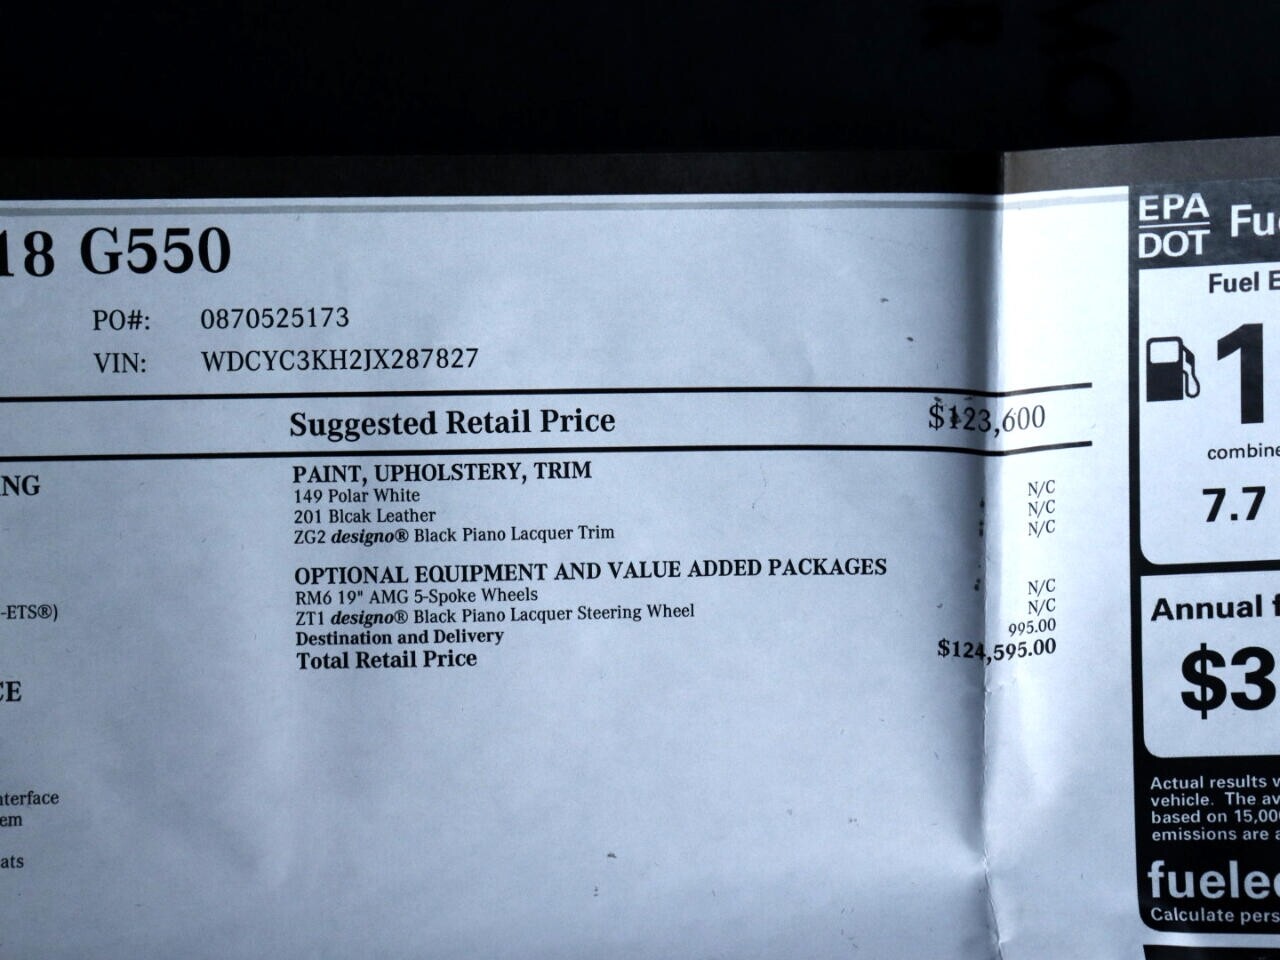 18 G550
PO#: 0870525173
VIN: WDCYC3KH2JX287827
Suggested Retail Price $123,600
PAINT, UPHOLSTERY, TRIM
149 Polar White N/C
201 Blcak Leather N/C
ZG2 designo® Black Piano Lacquer Trim N/C
OPTIONAL EQUIPMENT AND VALUE ADDED PACKAGES
RM6 19" AMG 5-Spoke Wheels N/C
ZT1 designo® Black Piano Lacquer Steering Wheel N/C
Destination and Delivery 995.00
Total Retail Price $124,595.00
NG
-ETS®)
CE
nterface
em
ats
EPA
DOT
Fu
Fuel E
1
combine
7.7
Annual f
$3
Actual results v
vehicle. The av
based on 15,00
emissions are a
fuelec
Calculate pers